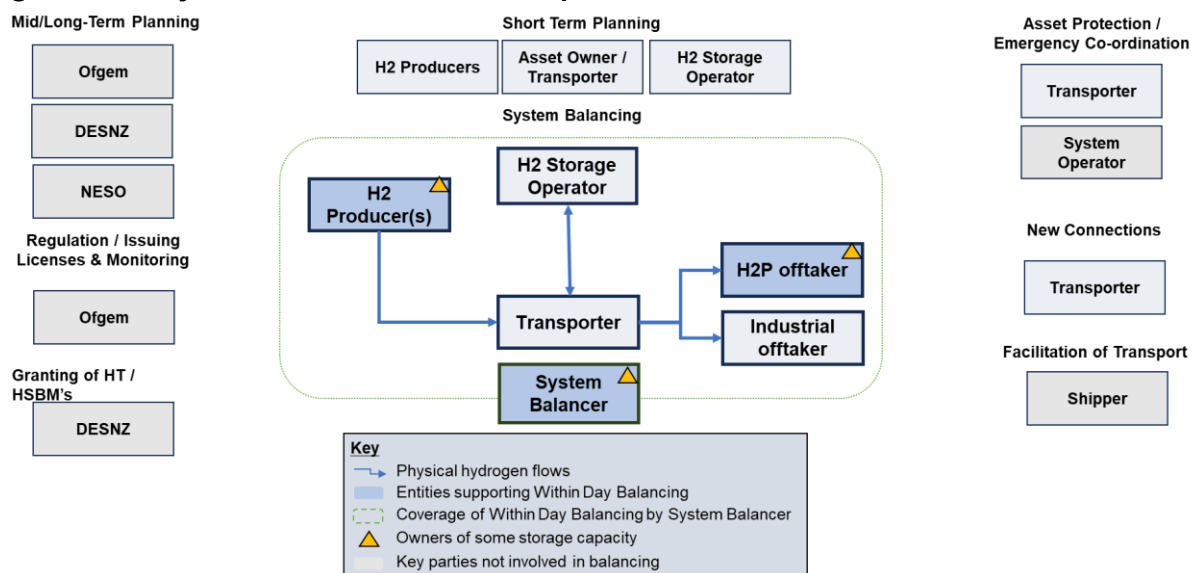 Mid/Long-Term Planning
Ofgem
DESNZ
NESO
Regulation / Issuing
Licenses & Monitoring
Ofgem
Granting of HT /
HSBM's
DESNZ
Short Term Planning
H2 Producers
Asset Owner /
Transporter
H2 Storage
Operator
System Balancing
H2
Producer(s)
H2 Storage
Operator
Transporter
H2P offtaker
Industrial
offtaker
System
Balancer
Key
Physical hydrogen flows
Entities supporting Within Day Balancing
Coverage of Within Day Balancing by System Balancer
Owners of some storage capacity
Key parties not involved in balancing
Asset Protection /
Emergency Co-ordination
Transporter
System
Operator
New Connections
Transporter
Facilitation of Transport
Shipper